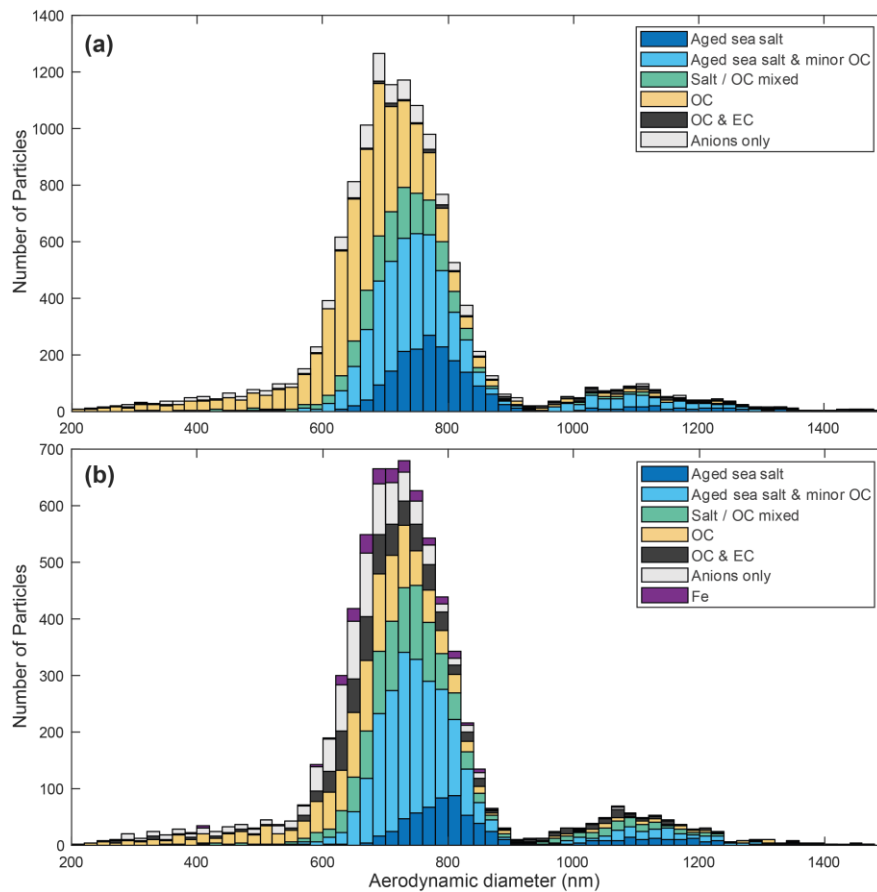 (a)
1400
1200
1000
800
600
400
200
0
Number of Particles
Aged sea salt
Aged sea salt & minor OC
Salt / OC mixed
OC
OC & EC
Anions only
200
400
600
800
1000
1200
1400
(b)
700
600
500
400
300
200
100
0
Number of Particles
Aged sea salt
Aged sea salt & minor OC
Salt / OC mixed
OC
OC & EC
Anions only
Fe
200
400
600
800
1000
1200
1400
Aerodynamic diameter (nm)